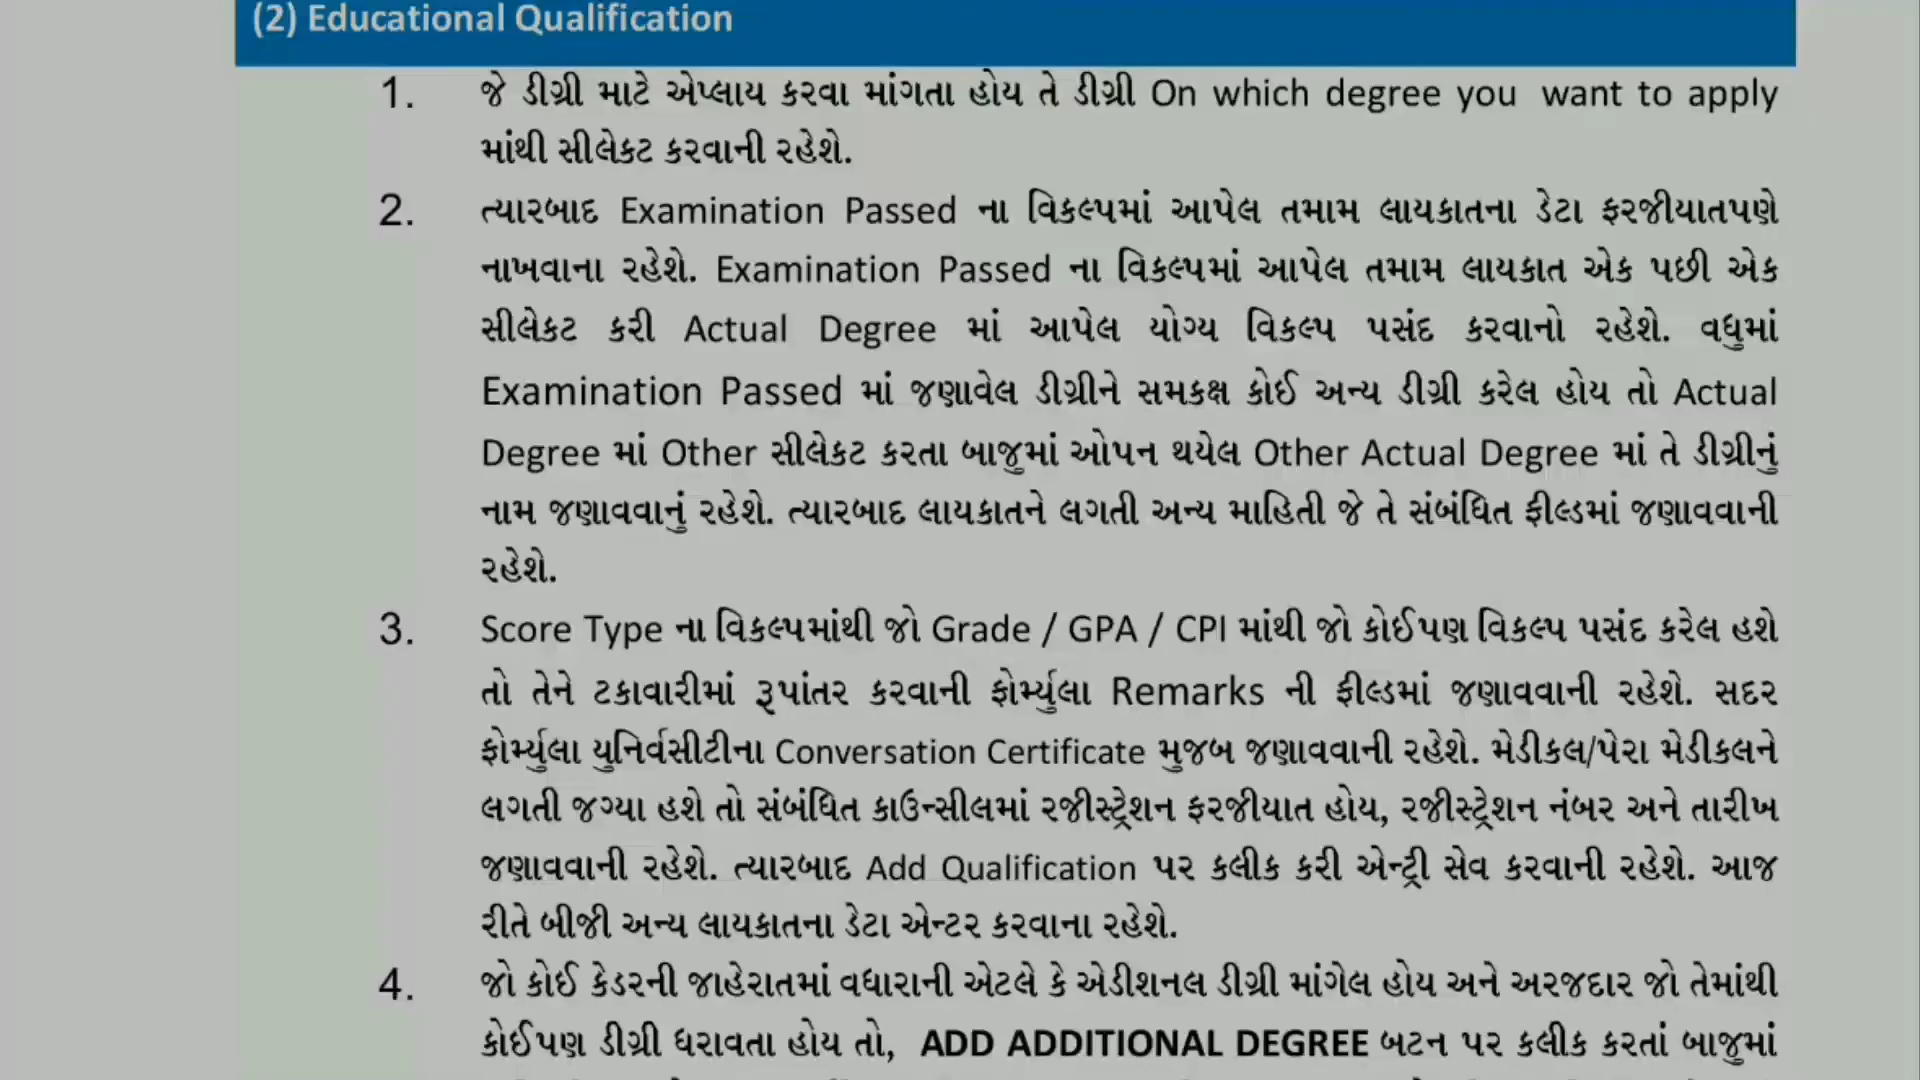 (2) Educational Qualification
1. જે ડીગ્રી માટે એપ્લાય કરવા માંગતા હોય તે ડીગ્રી On which degree you want to apply
માંથી સીલેકટ કરવાની રહેશે.
2. ત્યારબાદ Examination Passed ના વિકલ્પમાં આપેલ તમામ લાયકાતના ડેટા ફરજીયાતપણે
નાખવાના રહેશે. Examination Passed ના વિકલ્પમાં આપેલ તમામ લાયકાત એક પછી એક
સીલેકટ કરી Actual Degree માં આપેલ યોગ્ય વિકલ્પ પસંદ કરવાનો રહેશે. વધુમાં
Examination Passed માં જણાવેલ ડીગ્રીને સમકક્ષ કોઈ અન્ય ડીગ્રી કરેલ હોય તો Actual
Degree માં Other સીલેકટ કરતા બાજુમાં ઓપન થયેલ Other Actual Degree માં તે ડીગ્રીનું
નામ જણાવવાનું રહેશે. ત્યારબાદ લાયકાતને લગતી અન્ય માહિતી જે તે સંબંધિત ફીલ્ડમાં જણાવવાની
રહેશે.
3. Score Type ના વિકલ્પમાંથી જો Grade / GPA / CPI માંથી જો કોઈપણ વિકલ્પ પસંદ કરેલ હશે
તો તેને ટકાવારીમાં રૂપાંતર કરવાની ફોર્મ્યુલા Remarks ની ફીલ્ડમાં જણાવવાની રહેશે. સદર
ફોર્મ્યુલા યુનિર્વસીટીના Conversation Certificate મુજબ જણાવવાની રહેશે. મેડીકલ/પેરા મેડીકલને
લગતી જગ્યા હશે તો સંબંધિત કાઉન્સીલમાં રજીસ્ટ્રેશન ફરજીયાત હોય, રજીસ્ટ્રેશન નંબર અને તારીખ
જણાવવાની રહેશે. ત્યારબાદ Add Qualification પર કલીક કરી એન્ટ્રી સેવ કરવાની રહેશે. આજ
રીતે બીજી અન્ય લાયકાતના ડેટા એન્ટર કરવાના રહેશે.
4. જો કોઈ કેડરની જાહેરાતમાં વધારાની એટલે કે એડીશનલ ડીગ્રી માંગેલ હોય અને અરજદાર જો તેમાંથી
કોઈપણ ડીગ્રી ધરાવતા હોય તો, ADD ADDITIONAL DEGREE બટન પર કલીક કરતાં બાજુમાં